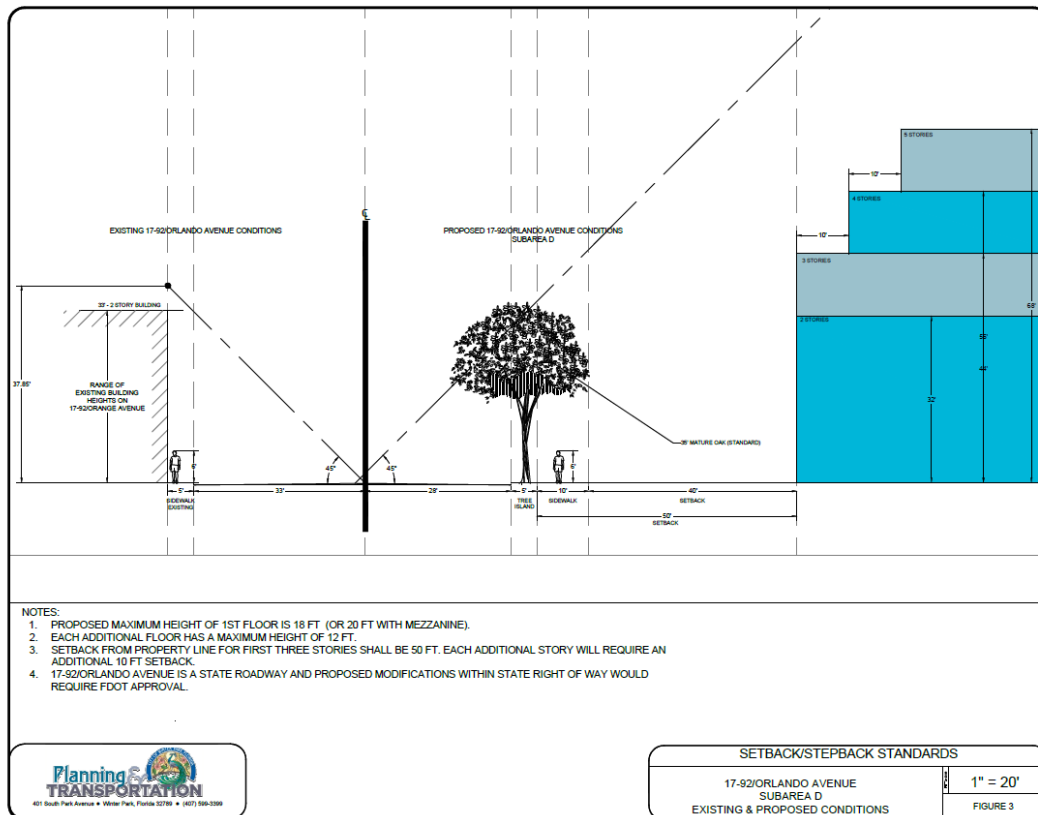 5 STORIES
10'
4 STORIES
℄
EXISTING 17-92/ORLANDO AVENUE CONDITIONS
PROPOSED 17-92/ORLANDO AVENUE CONDITIONS
SUBAREA D
10'
3 STORIES
33' - 2 STORY BUILDING
68'
2 STORIES
56'
44'
37.85'
RANGE OF
EXISTING BUILDING
HEIGHTS ON
17-92/ORANGE AVENUE
32'
35' MATURE OAK (STANDARD)
6'
45°
45°
6'
5'
33'
28'
5'
10'
40'
SIDEWALK
EXISTING
TREE
ISLAND
SIDEWALK
SETBACK
50'
SETBACK
NOTES:
1. PROPOSED MAXIMUM HEIGHT OF 1ST FLOOR IS 18 FT (OR 20 FT WITH MEZZANINE).
2. EACH ADDITIONAL FLOOR HAS A MAXIMUM HEIGHT OF 12 FT.
3. SETBACK FROM PROPERTY LINE FOR FIRST THREE STORIES SHALL BE 50 FT. EACH ADDITIONAL STORY WILL REQUIRE AN
ADDITIONAL 10 FT SETBACK.
4. 17-92/ORLANDO AVENUE IS A STATE ROADWAY AND PROPOSED MODIFICATIONS WITHIN STATE RIGHT OF WAY WOULD
REQUIRE FDOT APPROVAL.
Planning &
TRANSPORTATION
401 South Park Avenue • Winter Park, Florida 32789 • (407) 599-3399
SETBACK/STEPBACK STANDARDS
17-92/ORLANDO AVENUE
SUBAREA D
EXISTING & PROPOSED CONDITIONS
1" = 20'
FIGURE 3